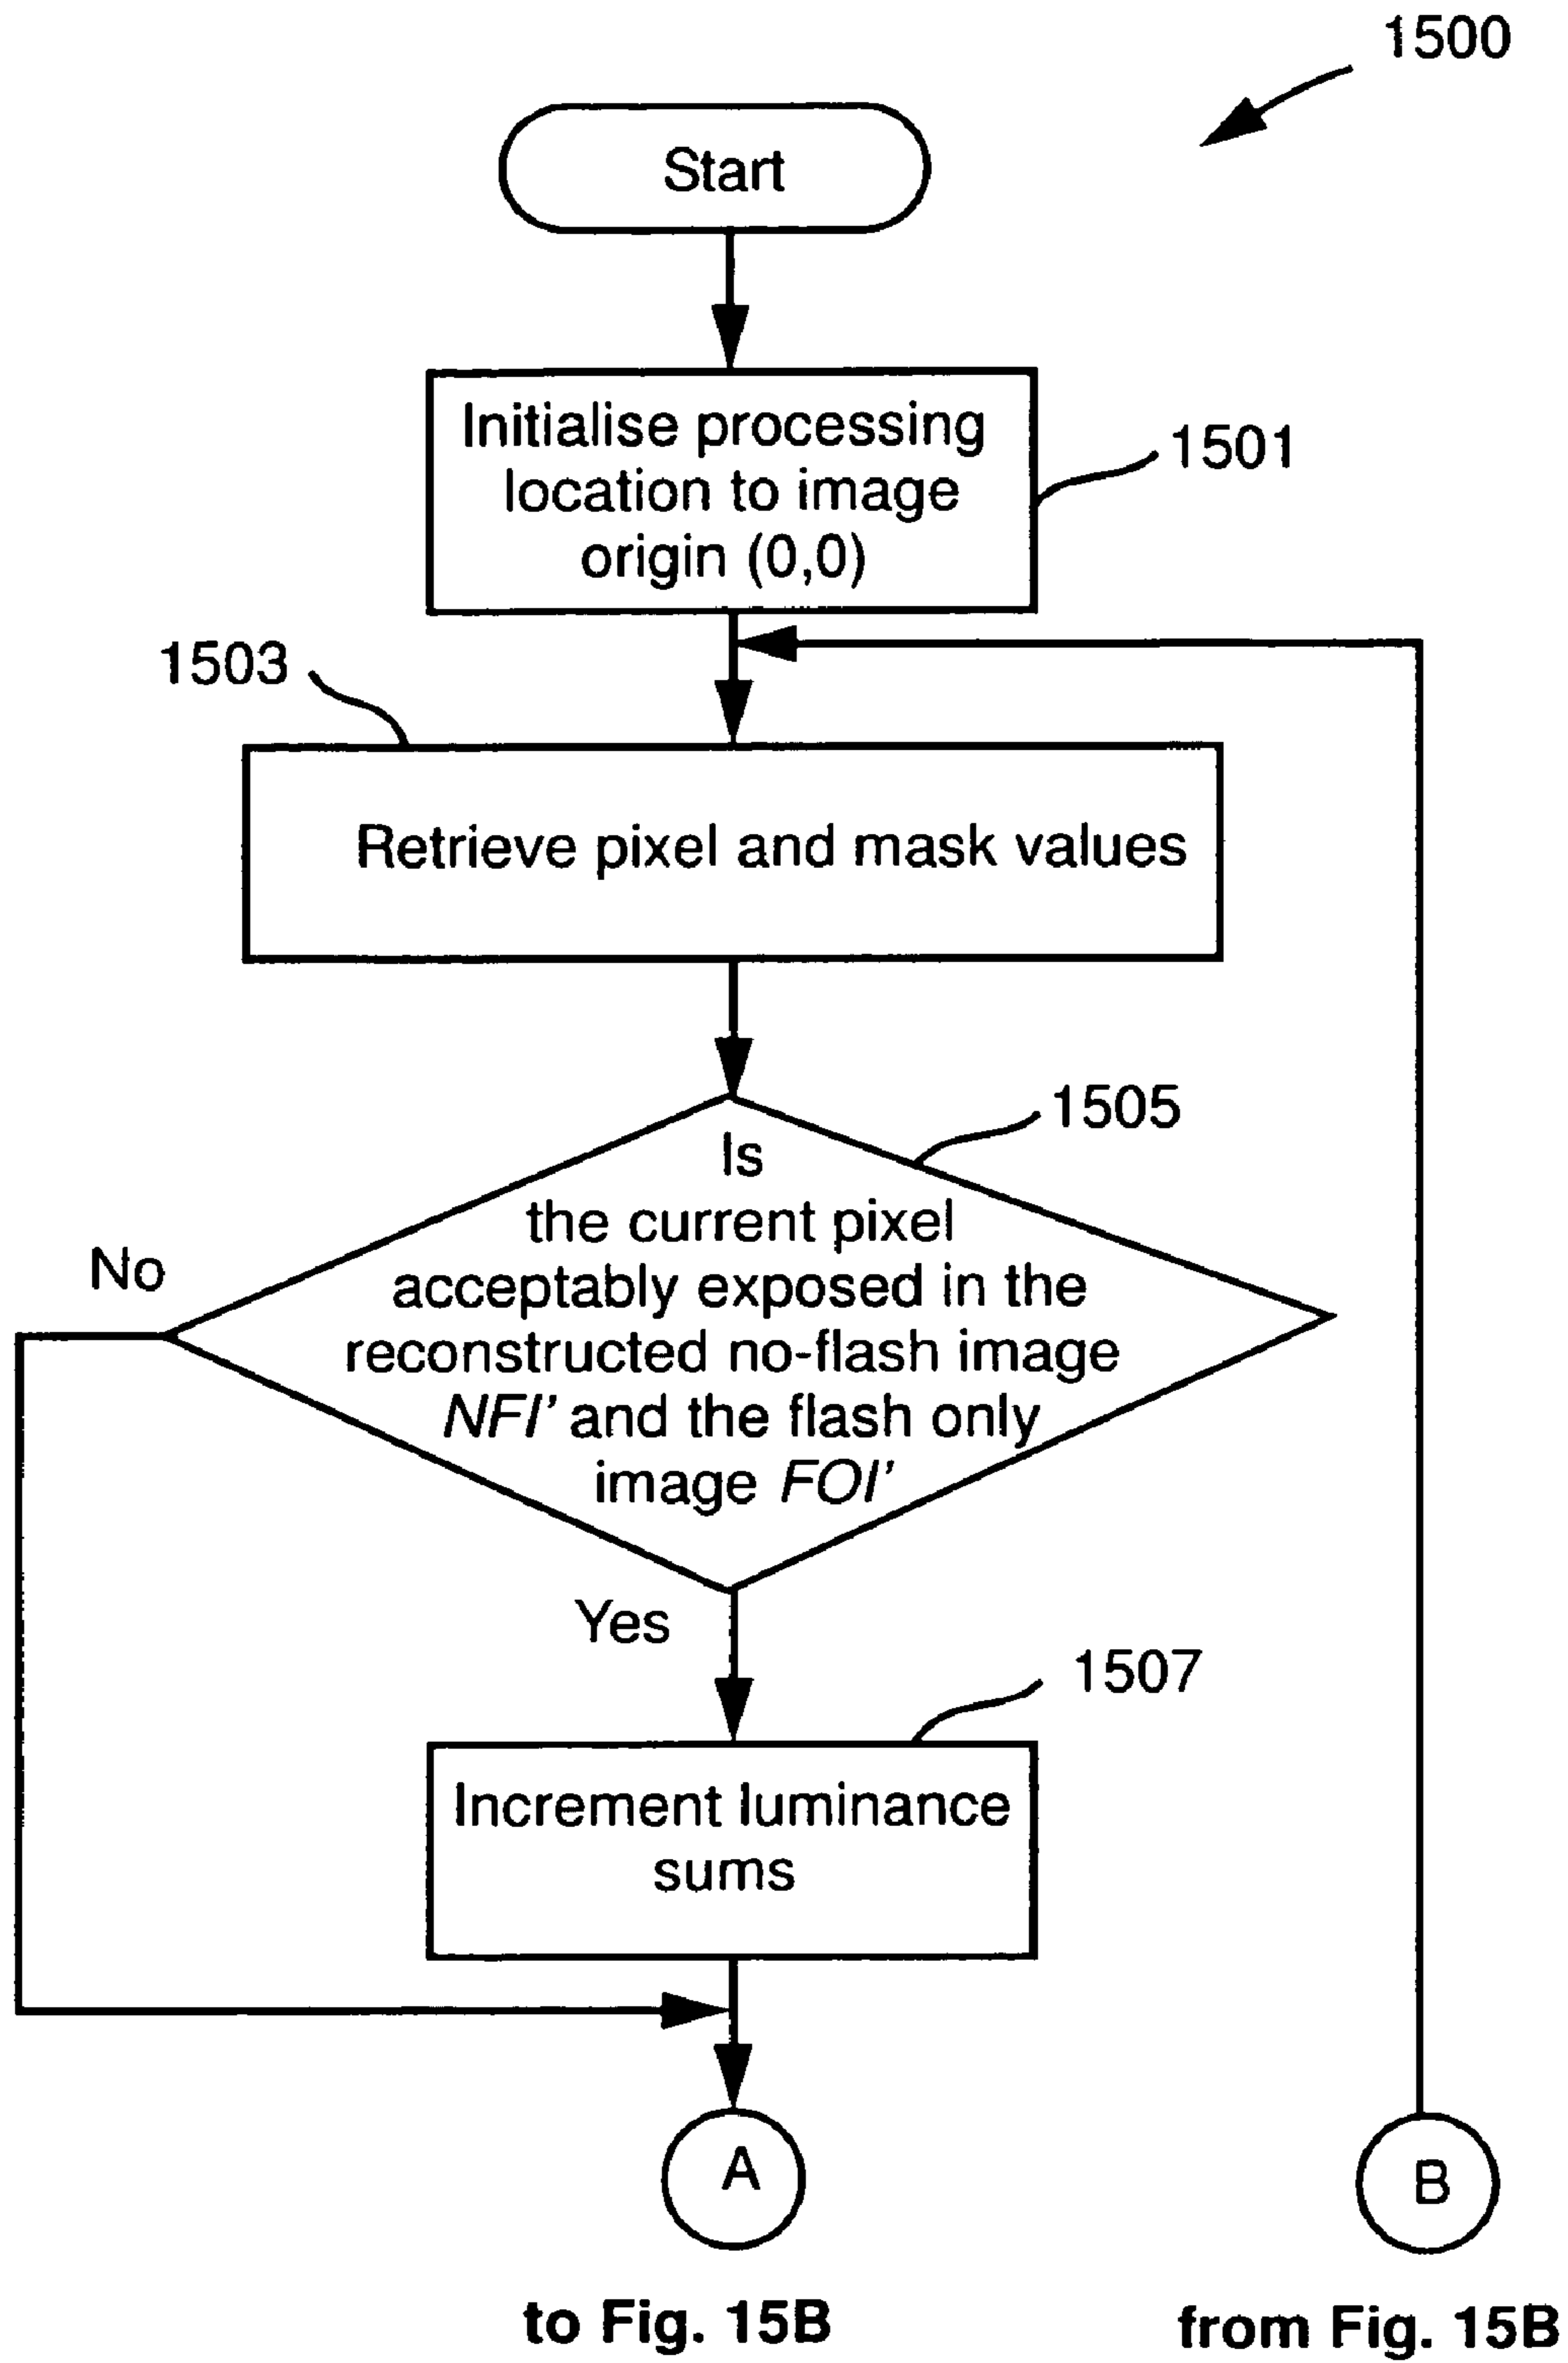 1500
Start
Initialise processing
location to image
origin (0,0)
1501
1503
Retrieve pixel and mask values
1505
Is
the current pixel
acceptably exposed in the
reconstructed no-flash image
NFI’ and the flash only
image FOI’
No
Yes
1507
Increment luminance
sums
A
B
to Fig. 15B
from Fig. 15B